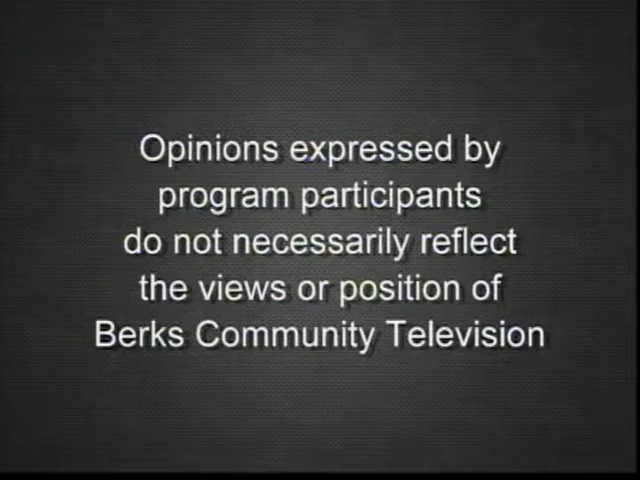 Opinions expressed by
program participants
do not necessarily reflect
the views or position of
Berks Community Television